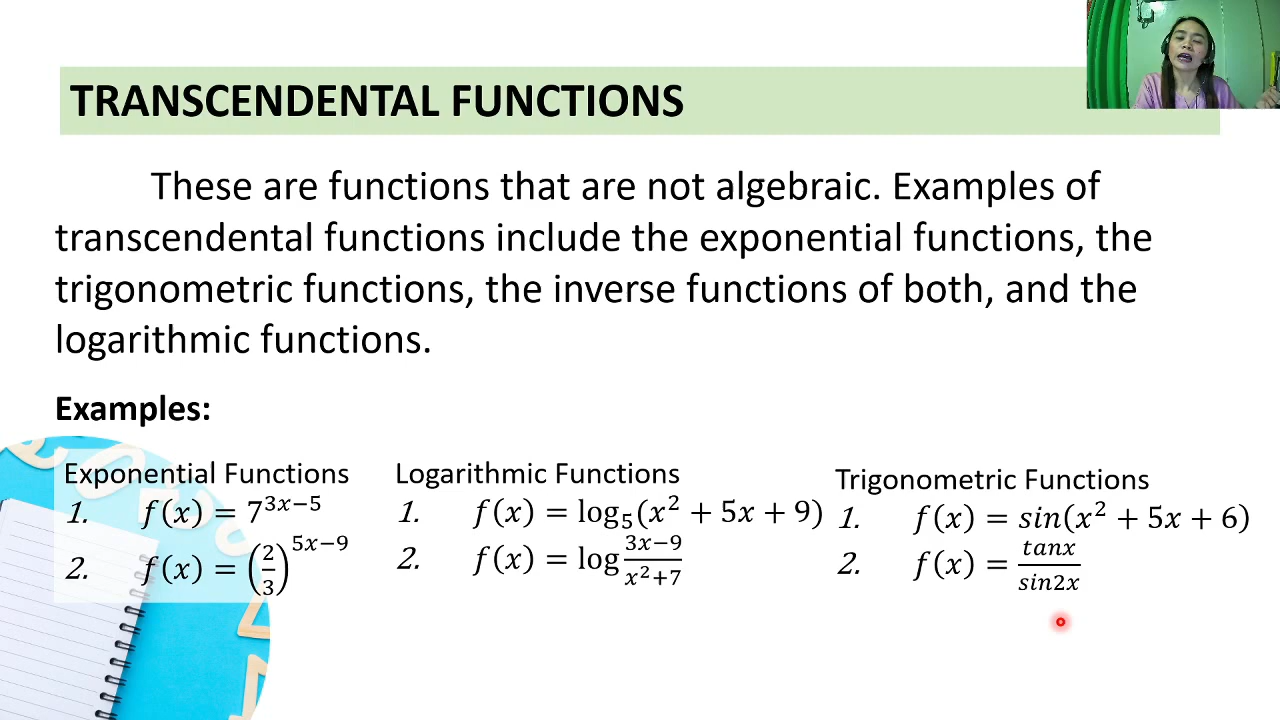 TRANSCENDENTAL FUNCTIONS
These are functions that are not algebraic. Examples of
transcendental functions include the exponential functions, the
trigonometric functions, the inverse functions of both, and the
logarithmic functions.
Examples:
Exponential Functions
1. f(x) = 7^{3x−5}
2. f(x) = (2/3)^{5x−9}
Logarithmic Functions
1. f(x) = log₅(x² + 5x + 9)
2. f(x) = log (3x−9)/(x²+7)
Trigonometric Functions
1. f(x) = sin(x² + 5x + 6)
2. f(x) = tanx/sin2x